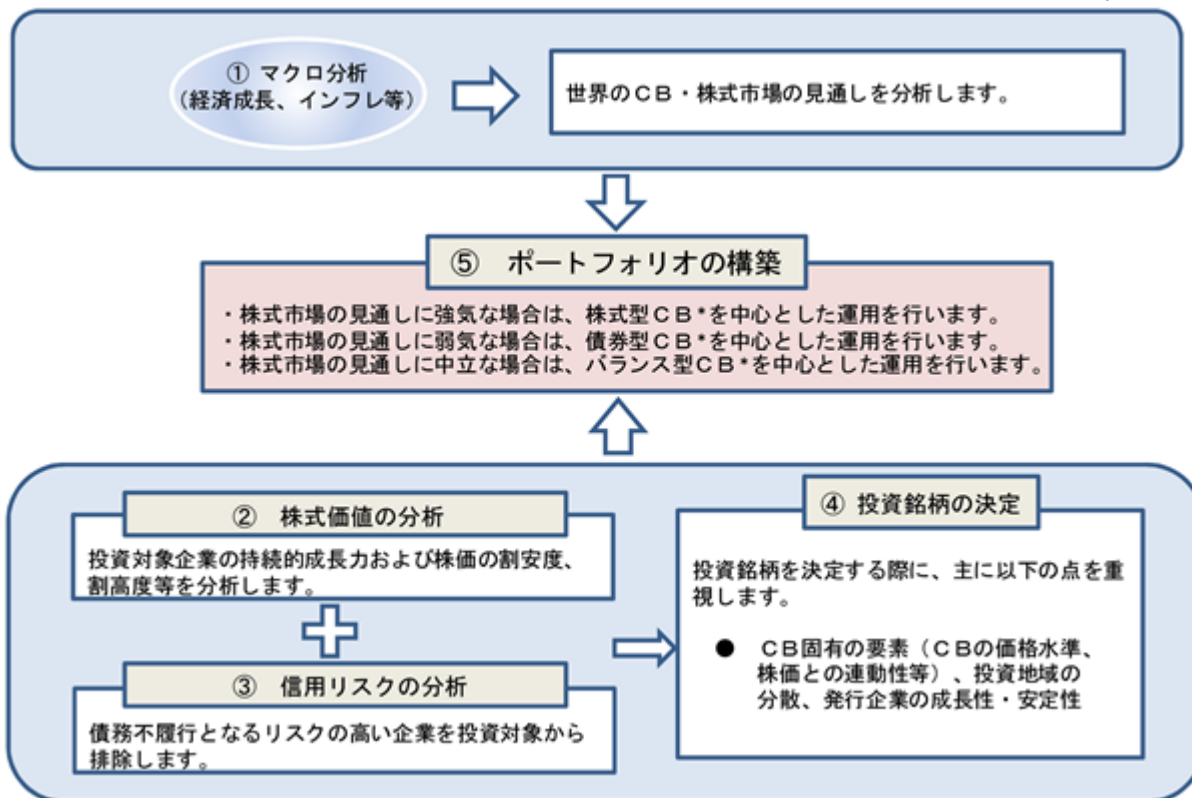 ① マクロ分析
(経済成長、インフレ等)
世界のCB・株式市場の見通しを分析します。
⑤ ポートフォリオの構築
・株式市場の見通しに強気な場合は、株式型CB*を中心とした運用を行います。
・株式市場の見通しに弱気な場合は、債券型CB*を中心とした運用を行います。
・株式市場の見通しに中立な場合は、バランス型CB*を中心とした運用を行います。
② 株式価値の分析
投資対象企業の持続的成長力および株価の割安度、
割高度等を分析します。
③ 信用リスクの分析
債務不履行となるリスクの高い企業を投資対象から
排除します。
④ 投資銘柄の決定
投資銘柄を決定する際に、主に以下の点を重
視します。
● CB固有の要素(CBの価格水準、
株価との連動性等)、投資地域の
分散、発行企業の成長性・安定性